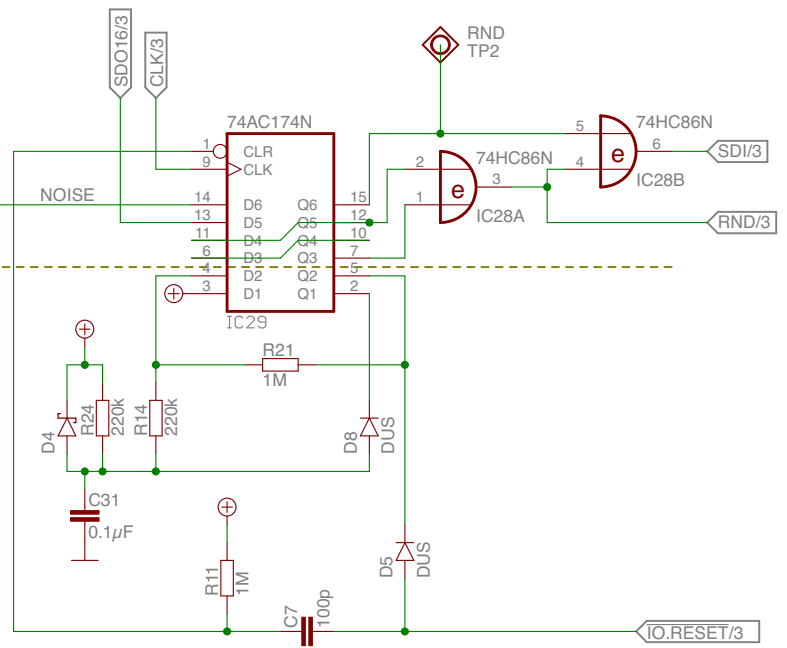 SDO16/3
CLK/3
RND
TP2
74AC174N
1
CLR
9
CLK
NOISE
14
D6
Q6
15
13
D5
Q5
12
11
D4
Q4
10
6
D3
Q3
7
4
D2
Q2
5
3
D1
Q1
2
IC29
2
1
74HC86N
e
3
IC28A
5
4
74HC86N
e
6
IC28B
SDI/3
RND/3
R21
1M
D4
R24
220k
R14
220k
D8
DUS
C31
0.1µF
R11
1M
D5
DUS
C7
100p
IO.RESET/3